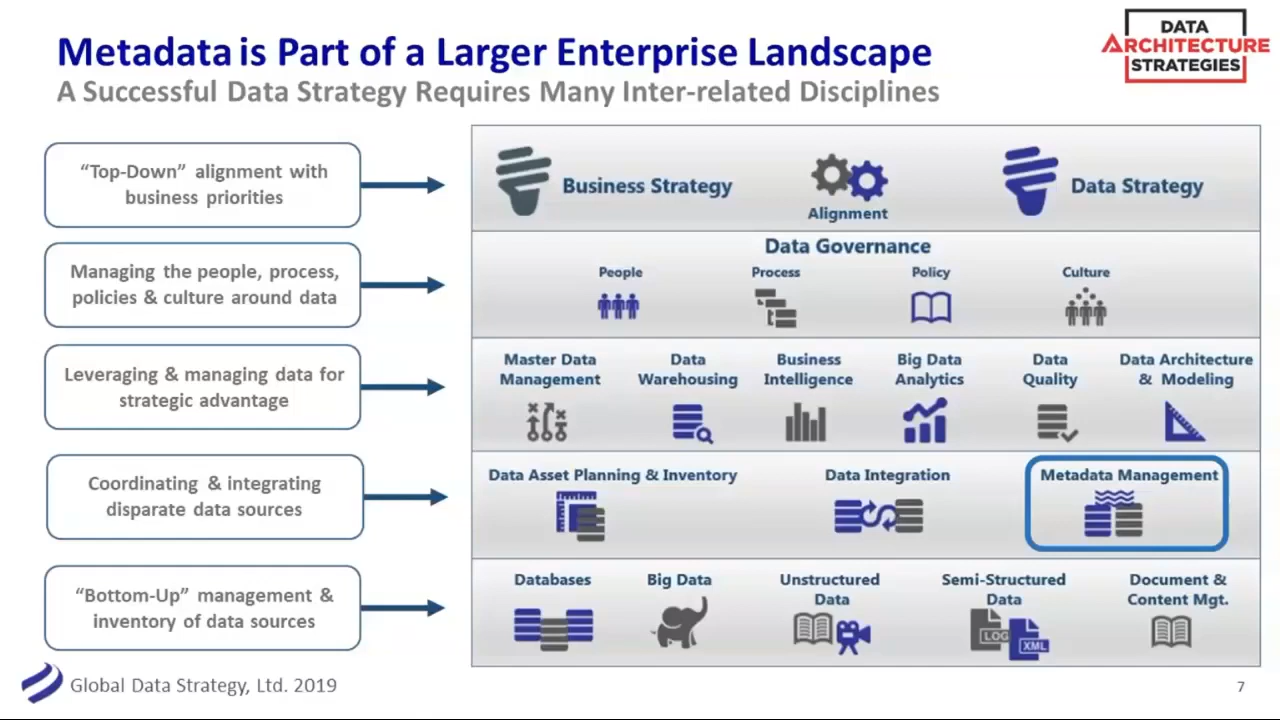 Metadata is Part of a Larger Enterprise Landscape
A Successful Data Strategy Requires Many Inter-related Disciplines
DATA
ARCHITECTURE
STRATEGIES
“Top-Down” alignment with
business priorities
Business Strategy
Alignment
Data Strategy
Managing the people, process,
policies & culture around data
Data Governance
People
Process
Policy
Culture
Leveraging & managing data for
strategic advantage
Master Data
Management
Data
Warehousing
Business
Intelligence
Big Data
Analytics
Data
Quality
Data Architecture
& Modeling
Coordinating & integrating
disparate data sources
Data Asset Planning & Inventory
Data Integration
Metadata Management
“Bottom-Up” management &
inventory of data sources
Databases
Big Data
Unstructured
Data
Semi-Structured
Data
LOG
XML
Document &
Content Mgt.
Global Data Strategy, Ltd. 2019
7